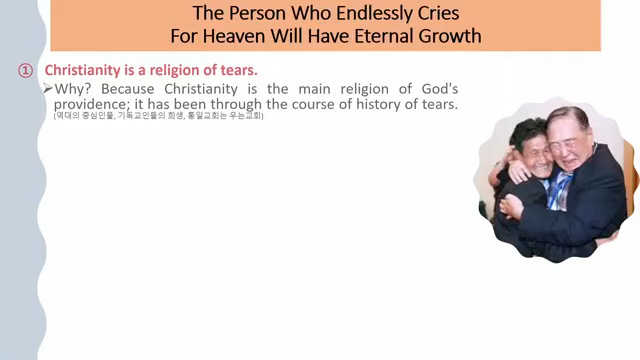 The Person Who Endlessly Cries
For Heaven Will Have Eternal Growth
① Christianity is a religion of tears.
➢Why? Because Christianity is the main religion of God's
providence; it has been through the course of history of tears.
(역대의 중심인물, 기독교인들의 희생, 통일교회는 우는교회)